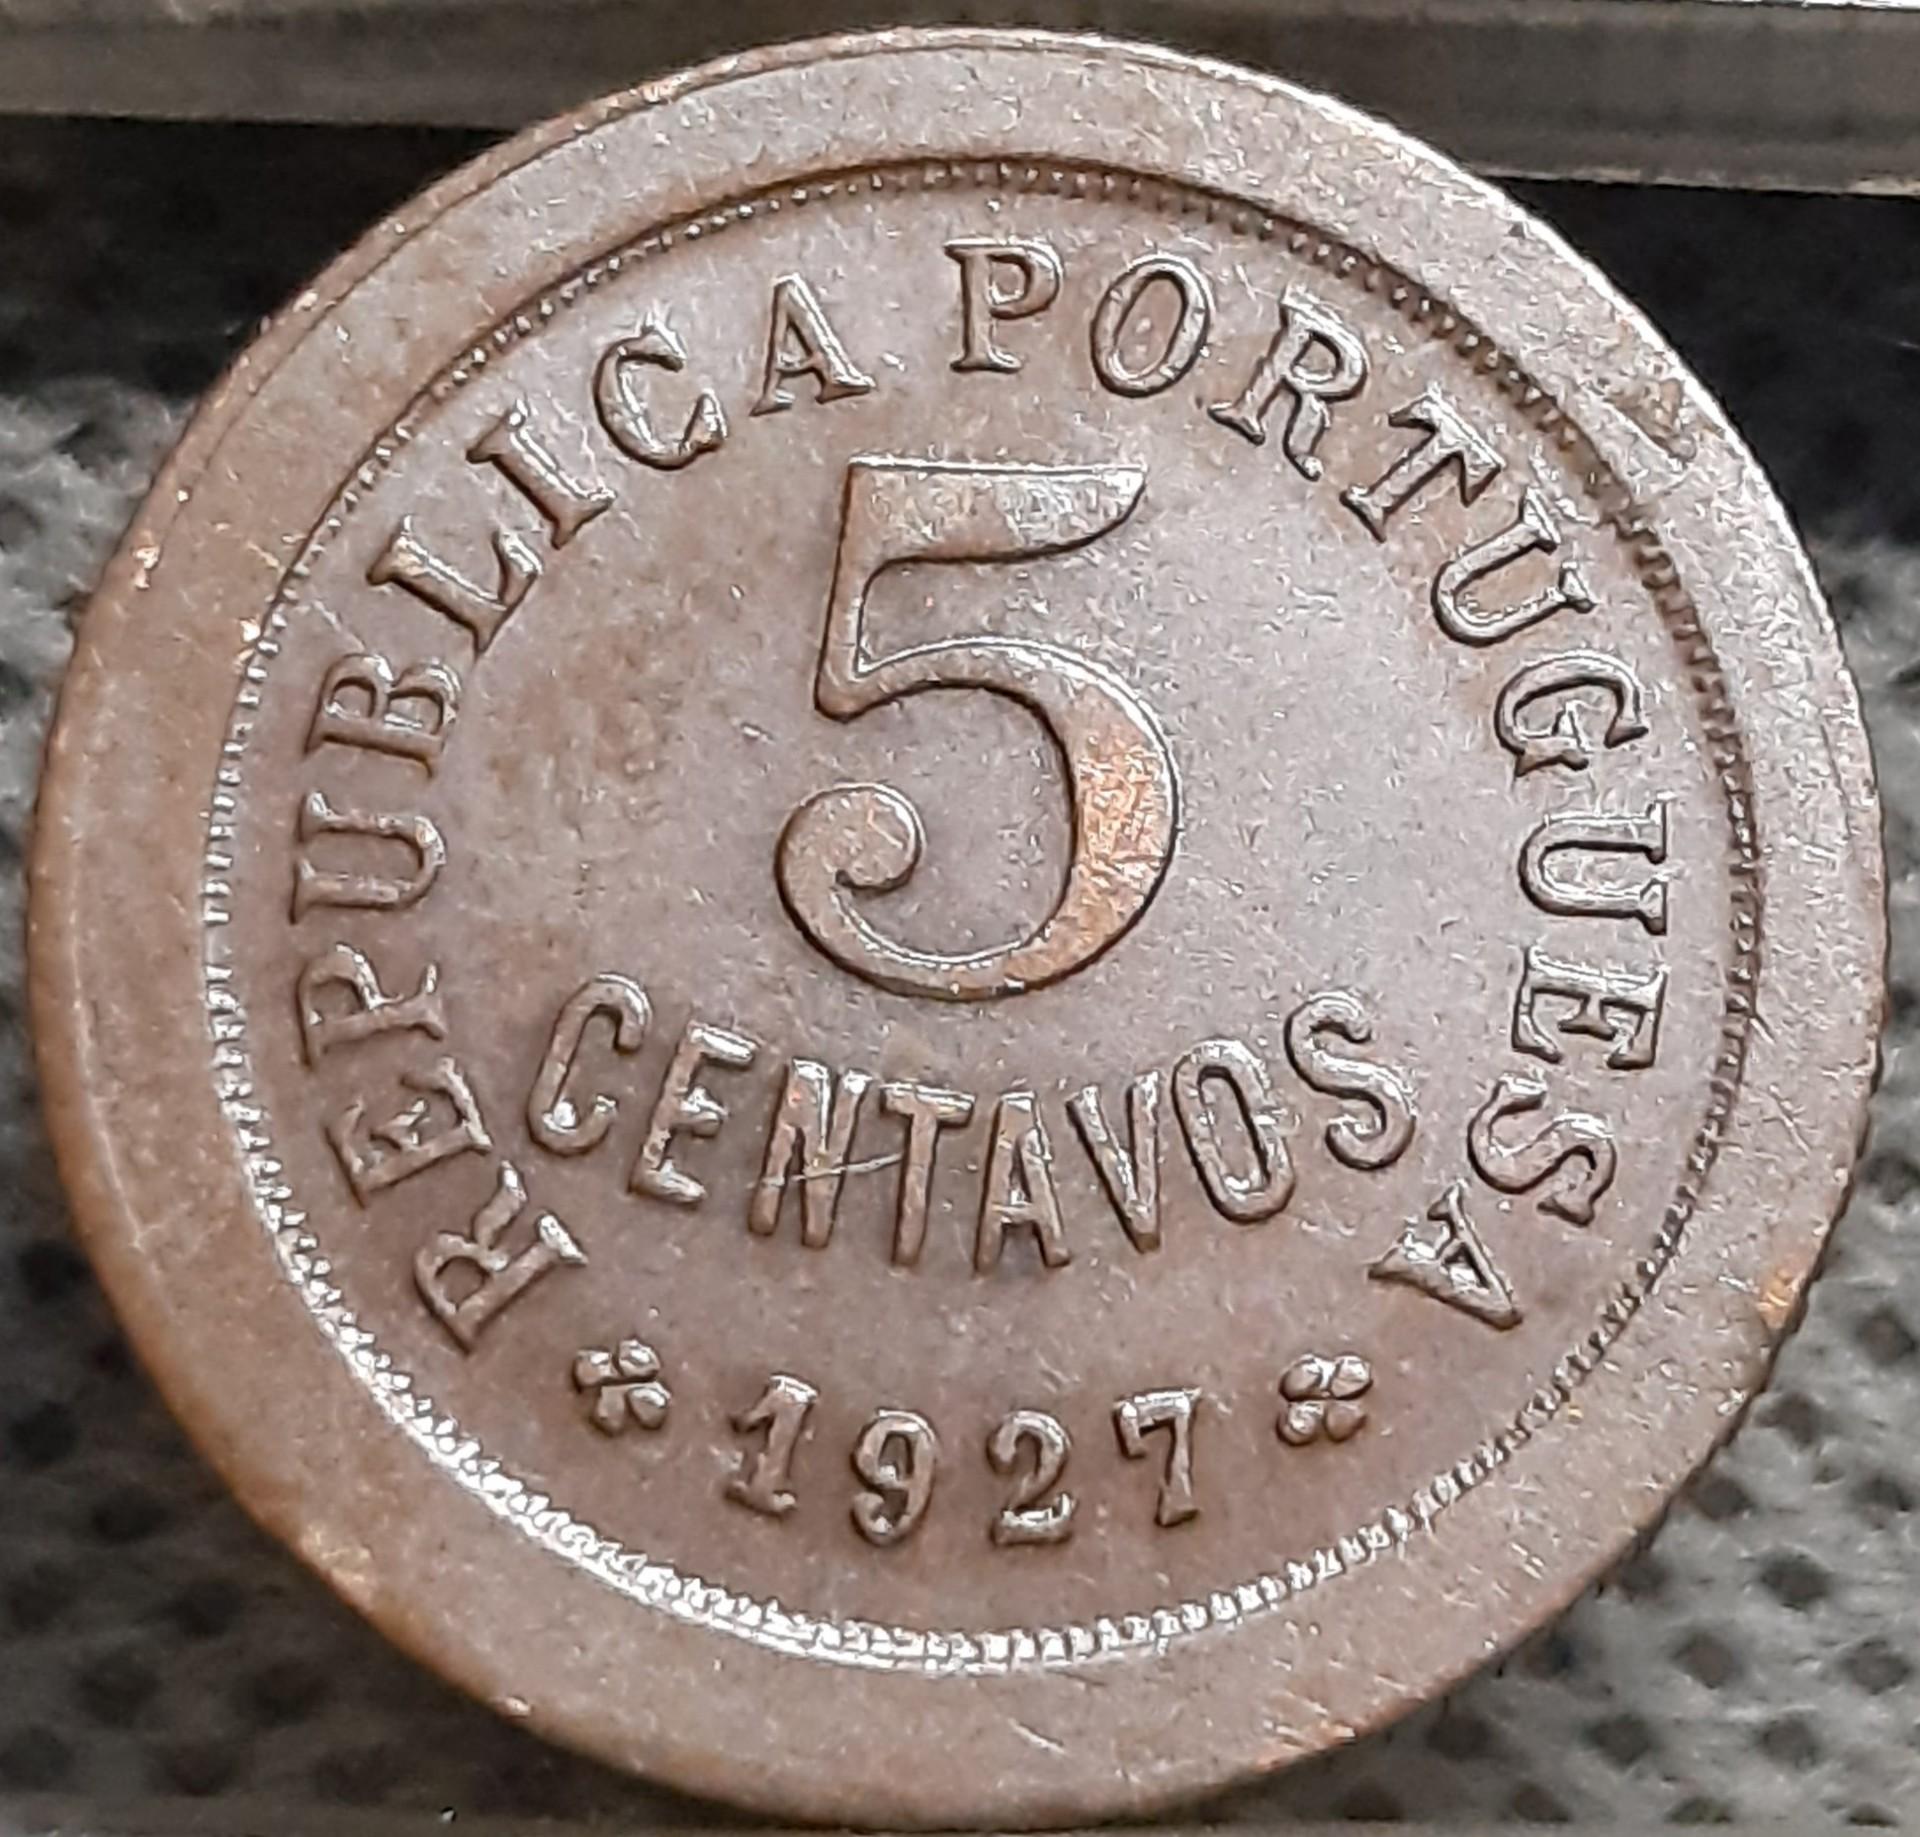 REPUBLICA PORTUGUESA
5
CENTAVOS
1927